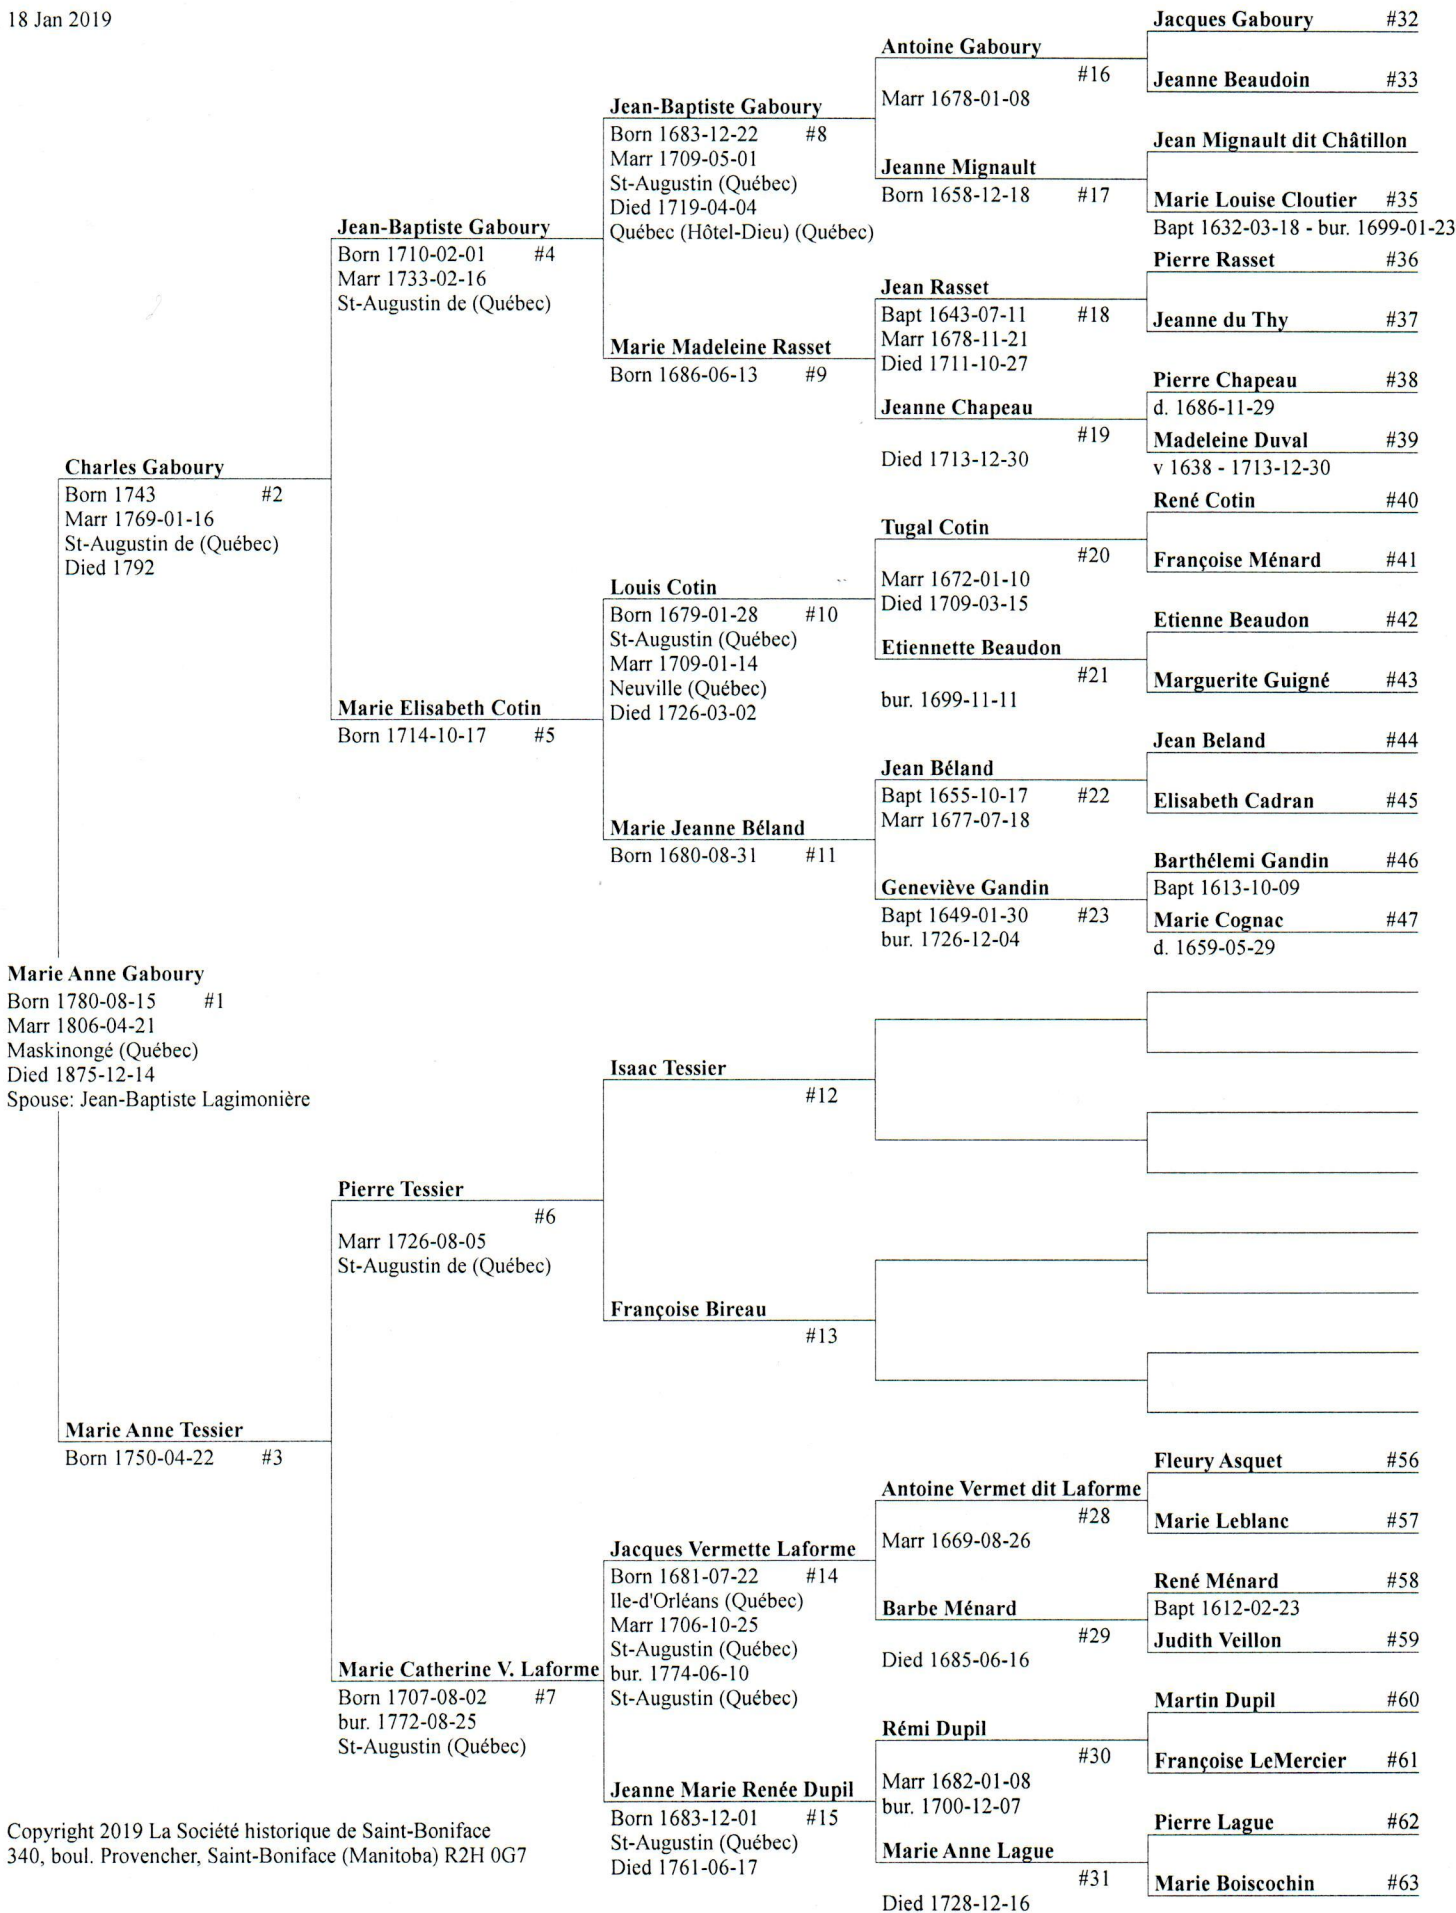 18 Jan 2019
Marie Anne Gaboury
Born 1780-08-15 #1
Marr 1806-04-21
Maskinongé (Québec)
Died 1875-12-14
Spouse: Jean-Baptiste Lagimonière
Charles Gaboury
Born 1743 #2
Marr 1769-01-16
St-Augustin de (Québec)
Died 1792
Marie Anne Tessier
Born 1750-04-22 #3
Jean-Baptiste Gaboury
Born 1710-02-01 #4
Marr 1733-02-16
St-Augustin de (Québec)
Marie Elisabeth Cotin
Born 1714-10-17 #5
Pierre Tessier
#6
Marr 1726-08-05
St-Augustin de (Québec)
Marie Catherine V. Laforme
Born 1707-08-02 #7
bur. 1772-08-25
St-Augustin (Québec)
Jean-Baptiste Gaboury
Born 1683-12-22 #8
Marr 1709-05-01
St-Augustin (Québec)
Died 1719-04-04
Québec (Hôtel-Dieu) (Québec)
Marie Madeleine Rasset
Born 1686-06-13 #9
Louis Cotin
Born 1679-01-28 #10
St-Augustin (Québec)
Marr 1709-01-14
Neuville (Québec)
Died 1726-03-02
Marie Jeanne Béland
Born 1680-08-31 #11
Isaac Tessier
#12
Françoise Bireau
#13
Jacques Vermette Laforme
Born 1681-07-22 #14
Ile-d'Orléans (Québec)
Marr 1706-10-25
St-Augustin (Québec)
bur. 1774-06-10
St-Augustin (Québec)
Jeanne Marie Renée Dupil
Born 1683-12-01 #15
St-Augustin (Québec)
Died 1761-06-17
Antoine Gaboury
#16
Marr 1678-01-08
Jeanne Mignault
Born 1658-12-18 #17
Jean Rasset
Bapt 1643-07-11 #18
Marr 1678-11-21
Died 1711-10-27
Jeanne Chapeau
#19
Died 1713-12-30
Tugal Cotin
#20
Marr 1672-01-10
Died 1709-03-15
Etiennette Beaudon
#21
bur. 1699-11-11
Jean Béland
Bapt 1655-10-17 #22
Marr 1677-07-18
Geneviève Gandin
Bapt 1649-01-30 #23
bur. 1726-12-04
Antoine Vermet dit Laforme
#28
Marr 1669-08-26
Barbe Ménard
#29
Died 1685-06-16
Rémi Dupil
#30
Marr 1682-01-08
bur. 1700-12-07
Marie Anne Lague
#31
Died 1728-12-16
Jacques Gaboury #32
Jeanne Beaudoin #33
Jean Mignault dit Châtillon
Marie Louise Cloutier #35
Bapt 1632-03-18 - bur. 1699-01-23
Pierre Rasset #36
Jeanne du Thy #37
Pierre Chapeau #38
d. 1686-11-29
Madeleine Duval #39
v 1638 - 1713-12-30
René Cotin #40
Françoise Ménard #41
Etienne Beaudon #42
Marguerite Guigné #43
Jean Beland #44
Elisabeth Cadran #45
Barthélemi Gandin #46
Bapt 1613-10-09
Marie Cognac #47
d. 1659-05-29
Fleury Asquet #56
Marie Leblanc #57
René Ménard #58
Bapt 1612-02-23
Judith Veillon #59
Martin Dupil #60
Françoise LeMercier #61
Pierre Lague #62
Marie Boiscochin #63
Copyright 2019 La Société historique de Saint-Boniface
340, boul. Provencher, Saint-Boniface (Manitoba) R2H 0G7